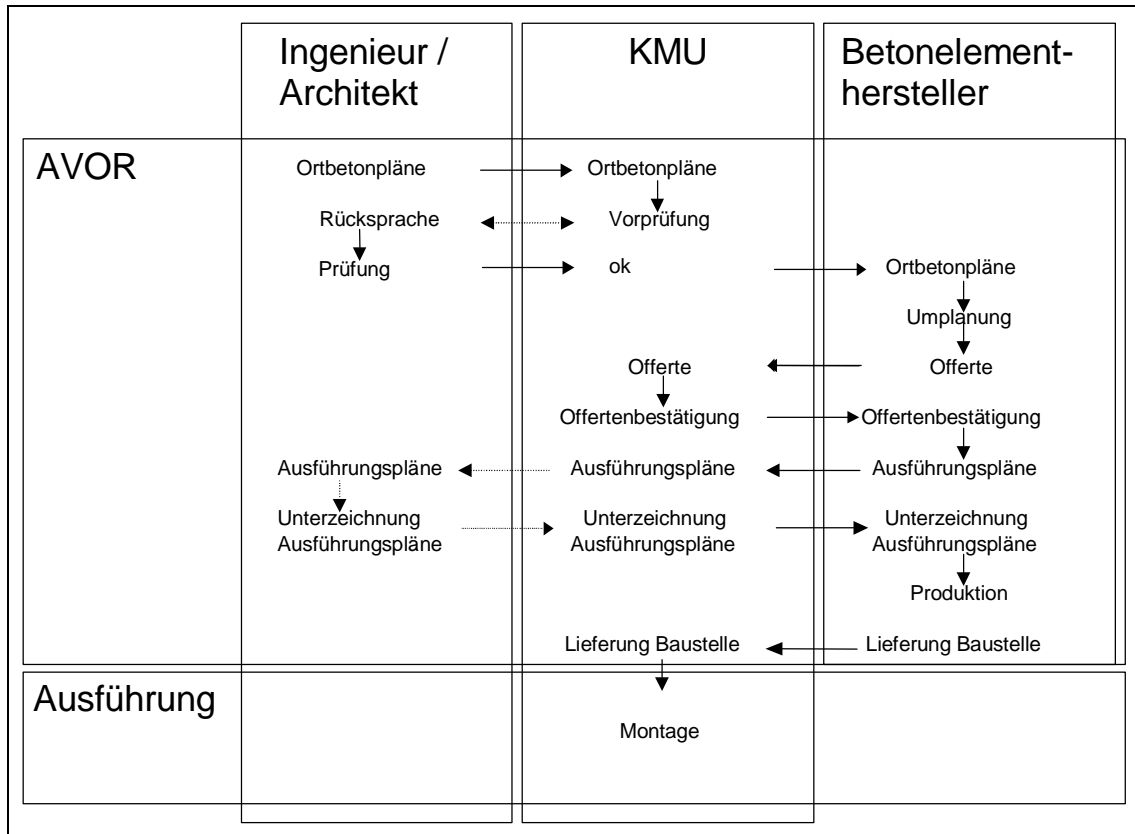 Ingenieur /
Architekt
KMU
Betonelement-
hersteller
AVOR
Ortbetonpläne
Ortbetonpläne
Rücksprache
Vorprüfung
Prüfung
ok
Ortbetonpläne
Umplanung
Offerte
Offerte
Offertenbestätigung
Offertenbestätigung
Ausführungspläne
Ausführungspläne
Ausführungspläne
Unterzeichnung
Ausführungspläne
Unterzeichnung
Ausführungspläne
Unterzeichnung
Ausführungspläne
Produktion
Lieferung Baustelle
Lieferung Baustelle
Ausführung
Montage